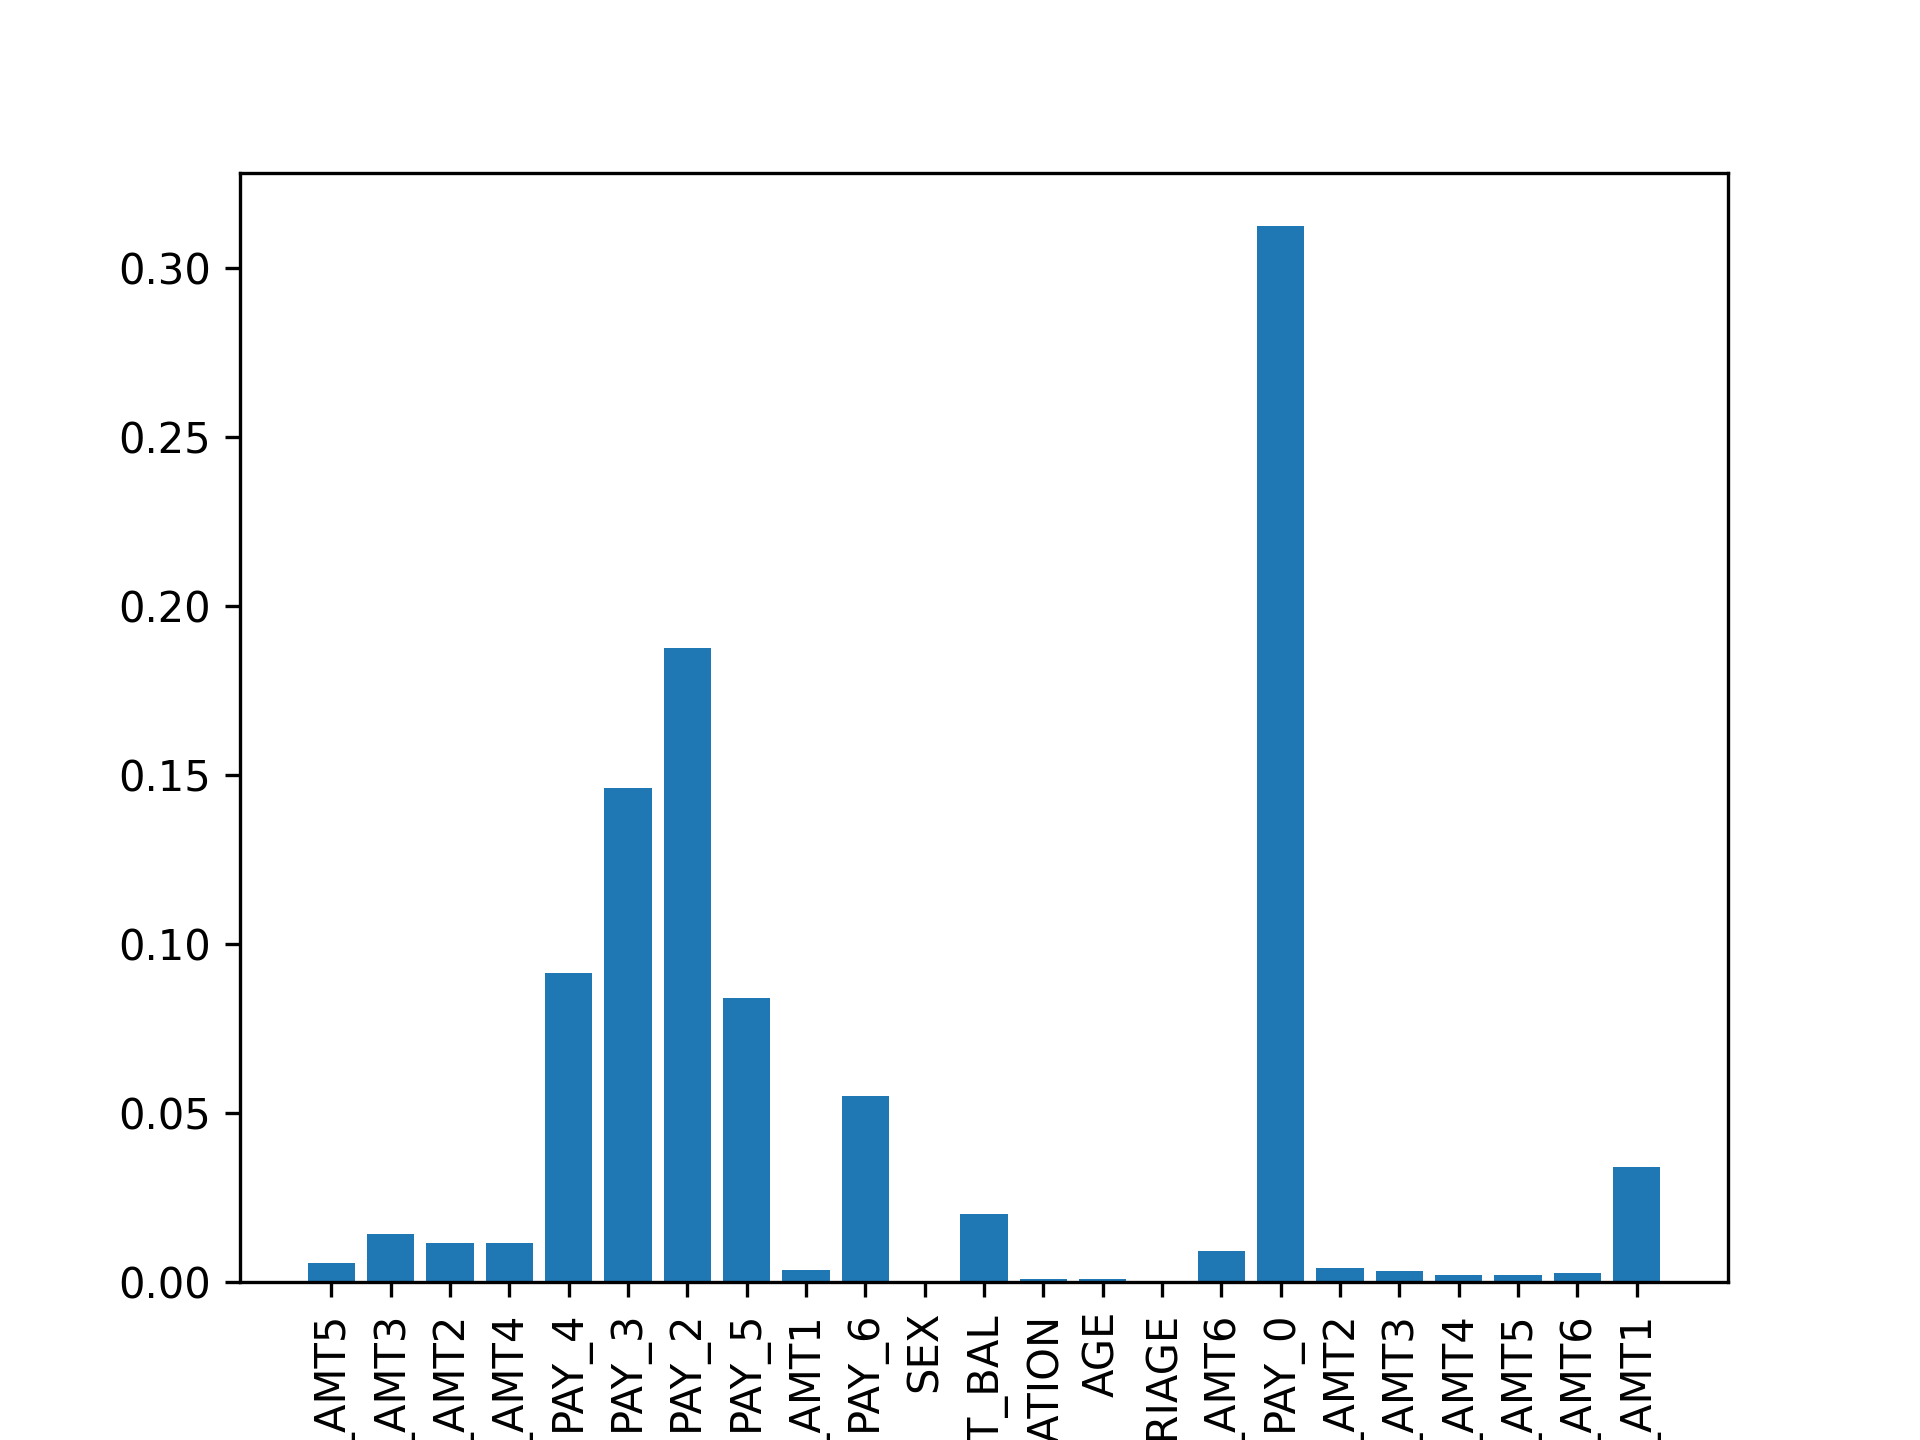 0.30
0.25
0.20
0.15
0.10
0.05
0.00
_AMT5
_AMT3
_AMT2
_AMT4
PAY_4
PAY_3
PAY_2
PAY_5
_AMT1
PAY_6
SEX
T_BAL
ATION
AGE
RIAGE
_AMT6
PAY_0
_AMT2
_AMT3
_AMT4
_AMT5
_AMT6
_AMT1